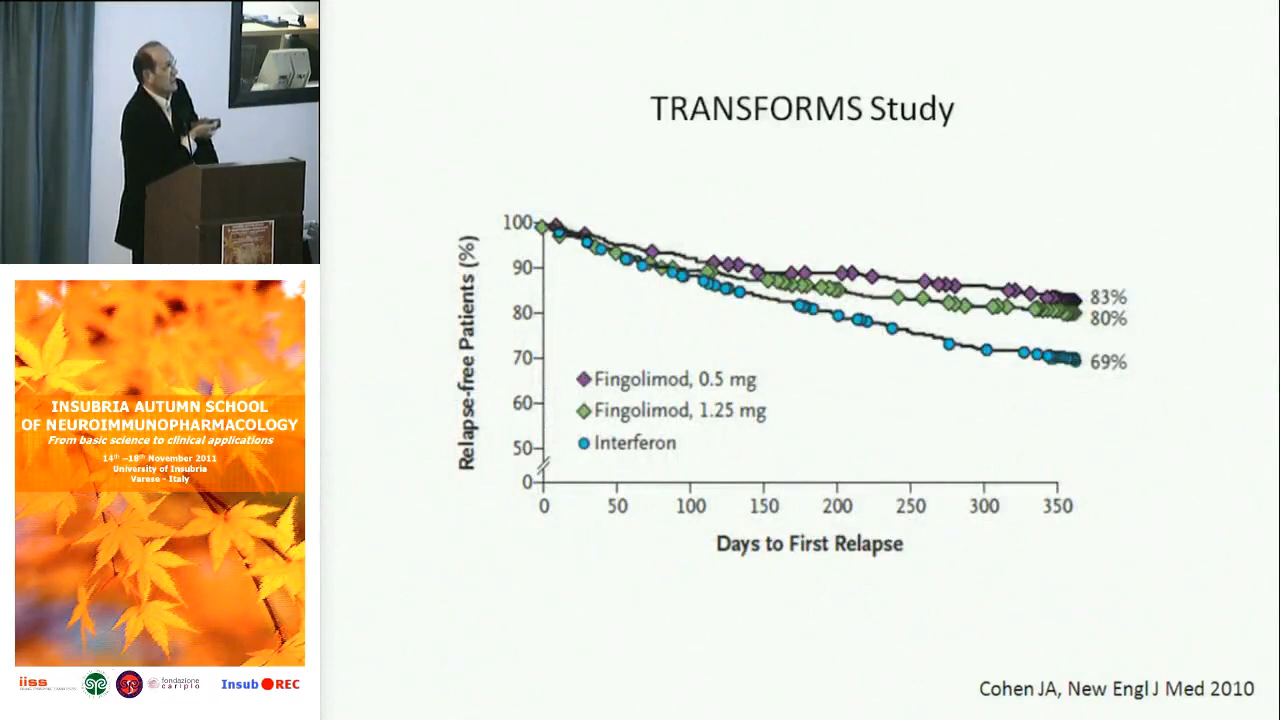 TRANSFORMS Study
Relapse-free Patients (%)
100
90
80
70
60
50
0
83%
80%
69%
Fingolimod, 0.5 mg
Fingolimod, 1.25 mg
Interferon
0 50 100 150 200 250 300 350
Days to First Relapse
Cohen JA, New Engl J Med 2010
INSUBRIA AUTUMN SCHOOL
OF NEUROIMMUNOPHARMACOLOGY
From basic science to clinical applications
14th –18th November 2011
University of Insubria
Varese - Italy
iiss
fondazione
cariplo
Insub REC